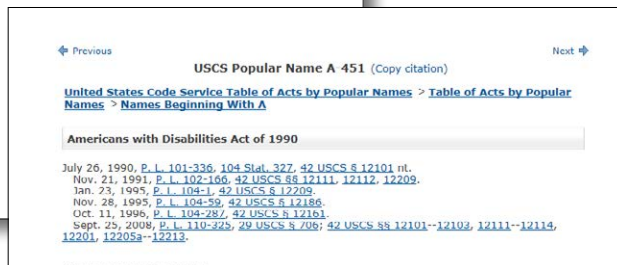 Previous
Next
USCS Popular Name A 451 (Copy citation)
United States Code Service Table of Acts by Popular Names > Table of Acts by Popular
Names > Names Beginning With A
Americans with Disabilities Act of 1990
July 26, 1990, P. L. 101-336, 104 Stat. 327, 42 USCS § 12101 nt.
Nov. 21, 1991, P. L. 102-166, 42 USCS §§ 12111, 12112, 12209.
Jan. 23, 1995, P. L. 104-1, 42 USCS § 12209.
Nov. 28, 1995, P. L. 104-59, 42 USCS § 12186.
Oct. 11, 1996, P. L. 104-287, 42 USCS § 12161.
Sept. 25, 2008, P. L. 110-325, 29 USCS § 706; 42 USCS §§ 12101--12103, 12111--12114,
12201, 12205a--12213.